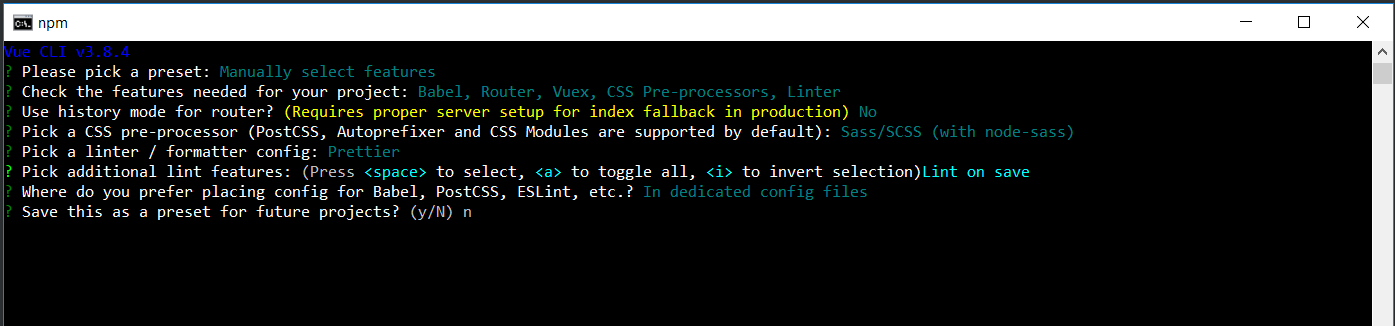 npm
Vue CLI v3.8.4
? Please pick a preset: Manually select features
? Check the features needed for your project: Babel, Router, Vuex, CSS Pre-processors, Linter
? Use history mode for router? (Requires proper server setup for index fallback in production) No
? Pick a CSS pre-processor (PostCSS, Autoprefixer and CSS Modules are supported by default): Sass/SCSS (with node-sass)
? Pick a linter / formatter config: Prettier
? Pick additional lint features: (Press <space> to select, <a> to toggle all, <i> to invert selection)Lint on save
? Where do you prefer placing config for Babel, PostCSS, ESLint, etc.? In dedicated config files
? Save this as a preset for future projects? (y/N) n